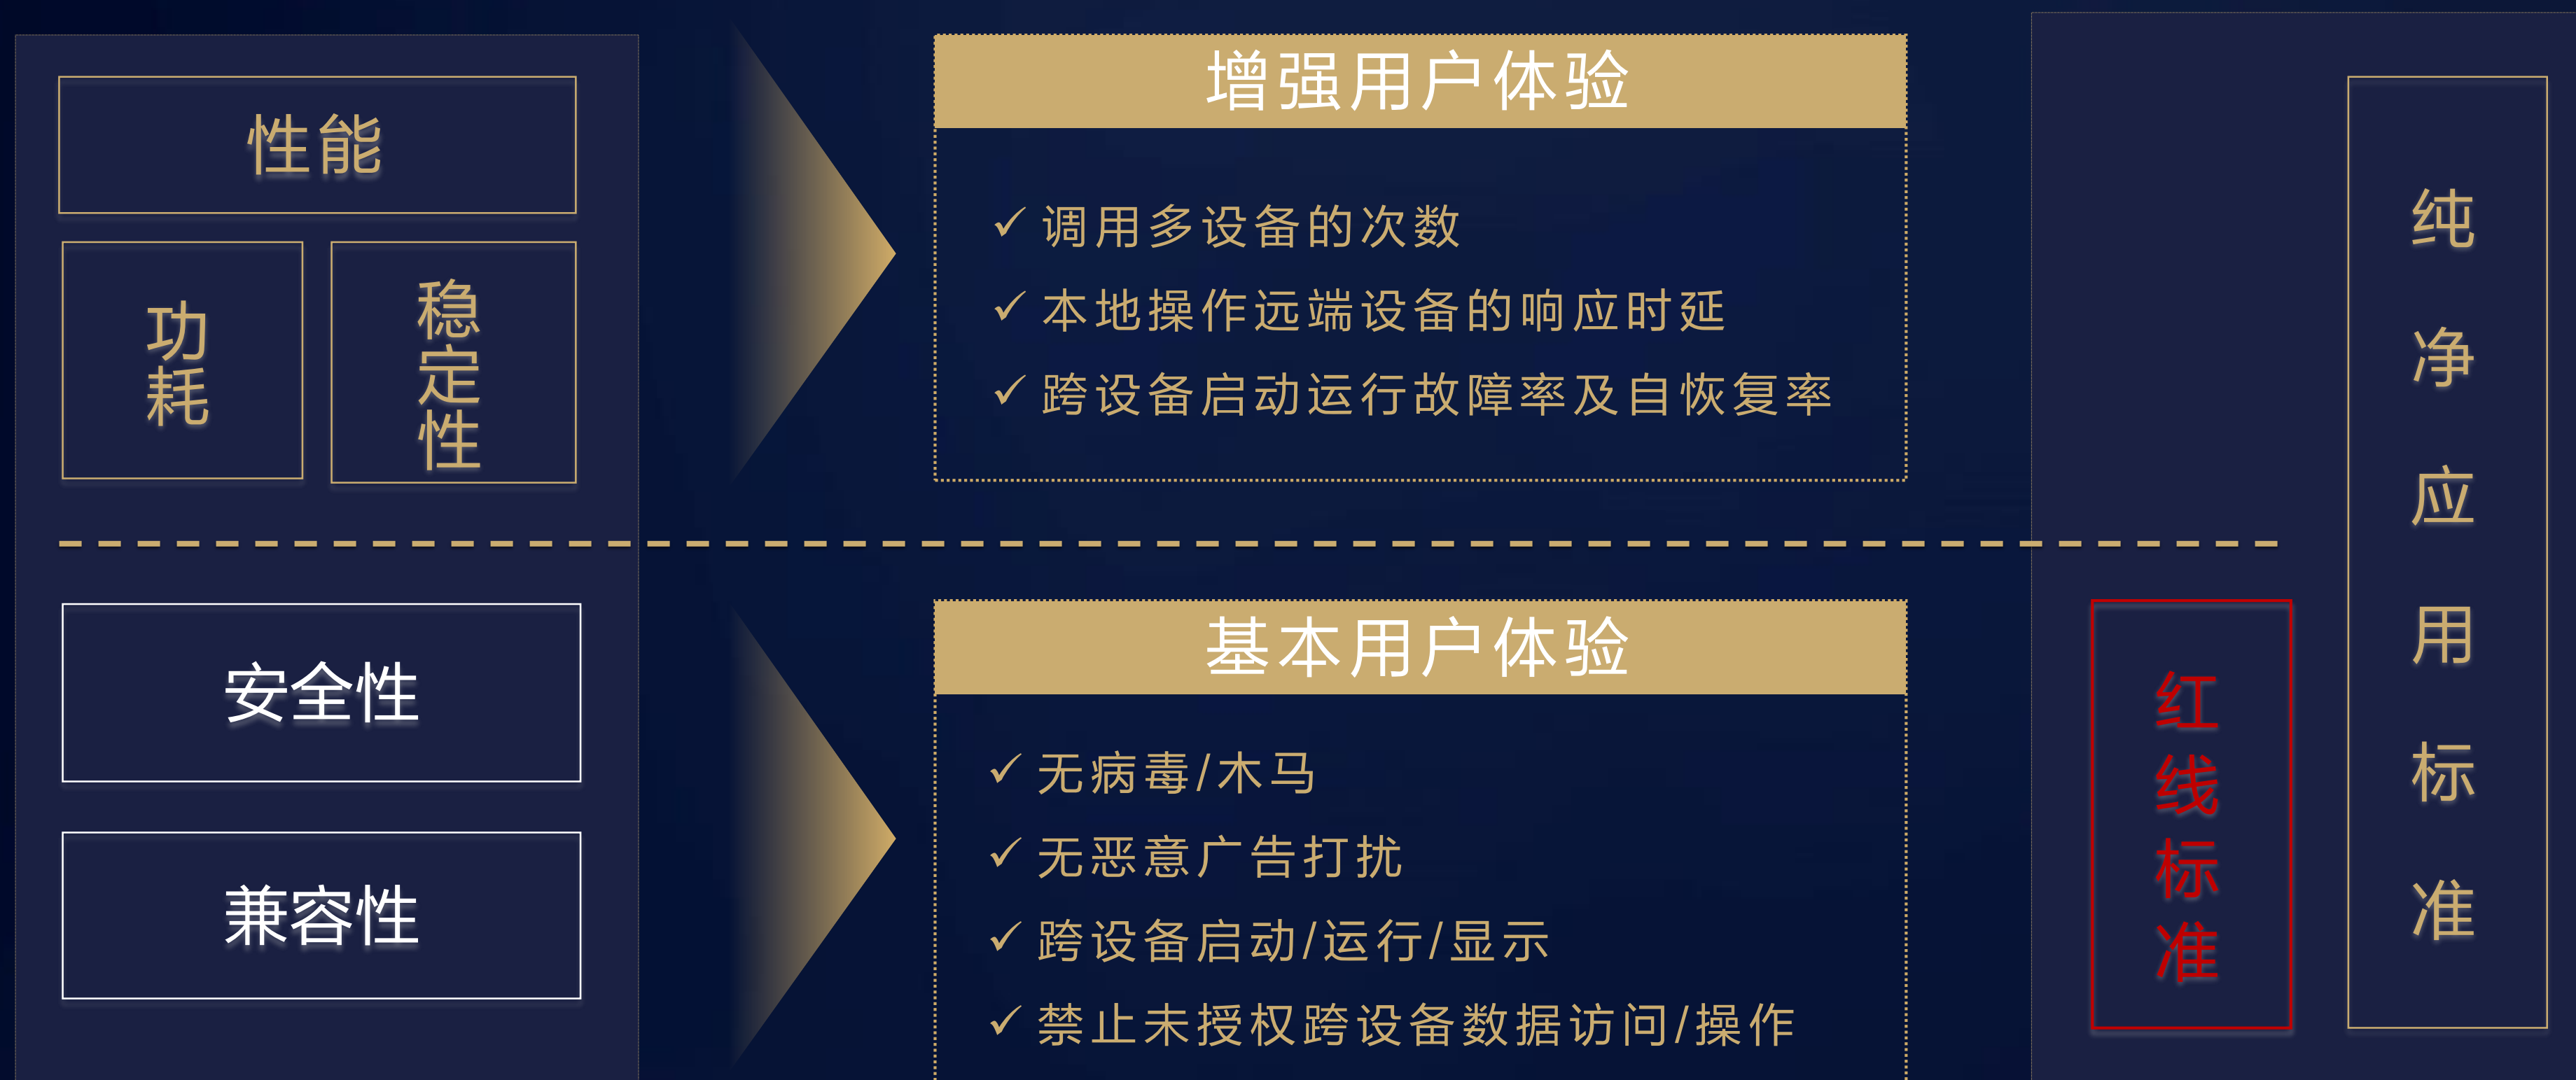 性能
功耗
稳定性
安全性
兼容性
增强用户体验
✓ 调用多设备的次数
✓ 本地操作远端设备的响应时延
✓ 跨设备启动运行故障率及自恢复率
基本用户体验
✓ 无病毒/木马
✓ 无恶意广告打扰
✓ 跨设备启动/运行/显示
✓ 禁止未授权跨设备数据访问/操作
红线标准
纯净应用标准